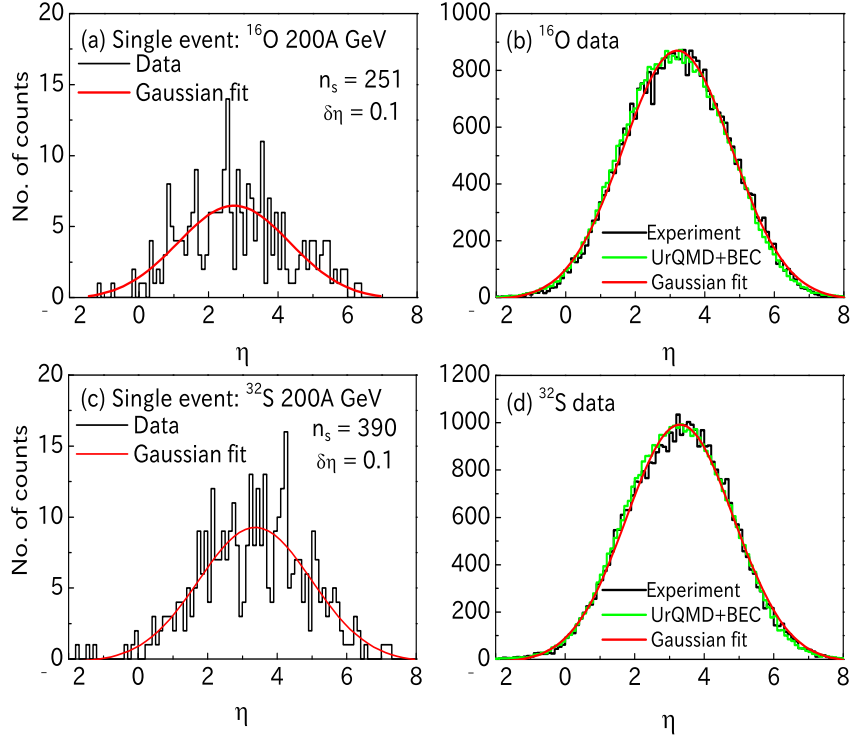 (a) Single event: ¹⁶O 200A GeV
Data
Gaussian fit
nₛ = 251
δη = 0.1
No. of counts
20
15
10
5
0
- 2 0 2 4 6 8
η
(b) ¹⁶O data
Experiment
UrQMD+BEC
Gaussian fit
1000
800
600
400
200
0
- 2 0 2 4 6 8
η
(c) Single event: ³²S 200A GeV
Data
Gaussian fit
nₛ = 390
δη = 0.1
No. of counts
20
15
10
5
0
- 2 0 2 4 6 8
η
(d) ³²S data
Experiment
UrQMD+BEC
Gaussian fit
1200
1000
800
600
400
200
0
- 2 0 2 4 6 8
η